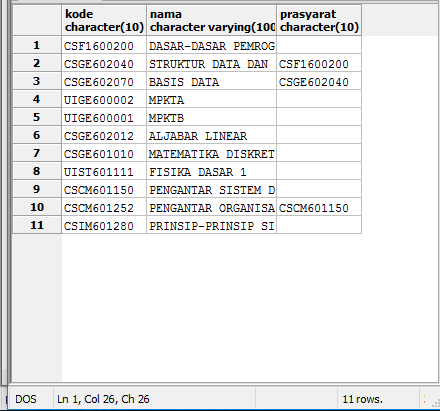 kode nama prasyarat
character(10) character varying(100 character(10)
1 CSF1600200 DASAR-DASAR PEMROG
2 CSGE602040 STRUKTUR DATA DAN CSF1600200
3 CSGE602070 BASIS DATA CSGE602040
4 UIGE600002 MPKTA
5 UIGE600001 MPKTB
6 CSGE602012 ALJABAR LINEAR
7 CSGE601010 MATEMATIKA DISKRET
8 UIST601111 FISIKA DASAR 1
9 CSCM601150 PENGANTAR SISTEM D
10 CSCM601252 PENGANTAR ORGANISA CSCM601150
11 CSIM601280 PRINSIP-PRINSIP SI
DOS Ln 1, Col 26, Ch 26 11 rows.